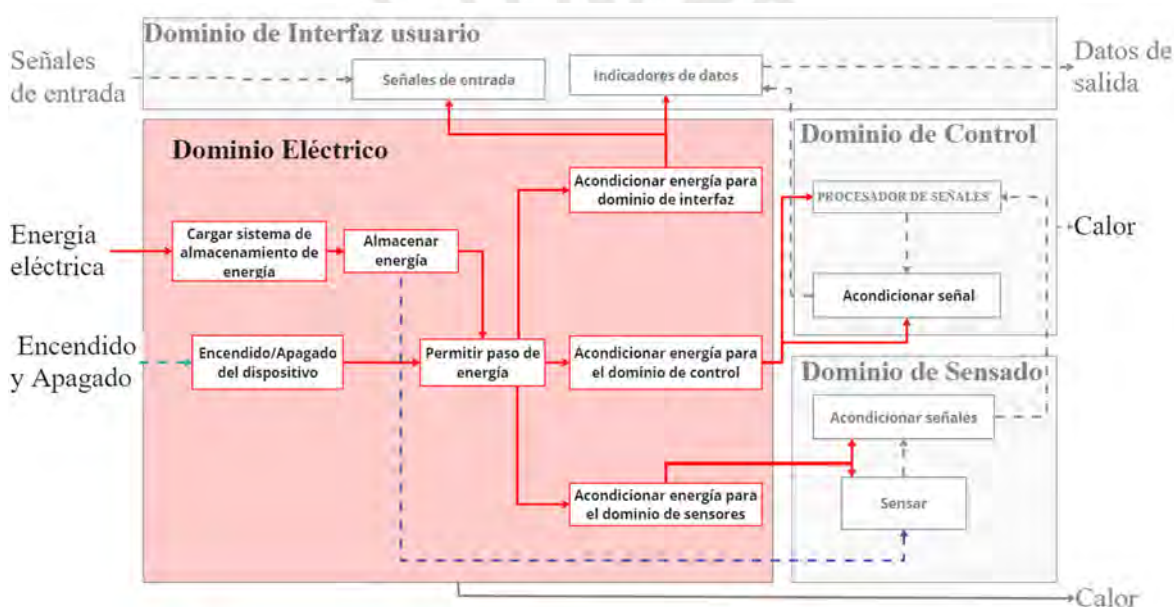 Dominio de Interfaz usuario
Señales
de entrada
Señales de entrada
Indicadores de datos
Datos de
salida
Dominio Eléctrico
Dominio de Control
Acondicionar energía para
dominio de interfaz
PROCESADOR DE SEÑALES
Energía
eléctrica
Cargar sistema de
almacenamiento de
energía
Almacenar
energía
Calor
Acondicionar señal
Encendido
y Apagado
Encendido/Apagado
del dispositivo
Permitir paso de
energía
Acondicionar energía para
el dominio de control
Dominio de Sensado
Acondicionar señales
Acondicionar energía para
el dominio de sensores
Sensar
Calor